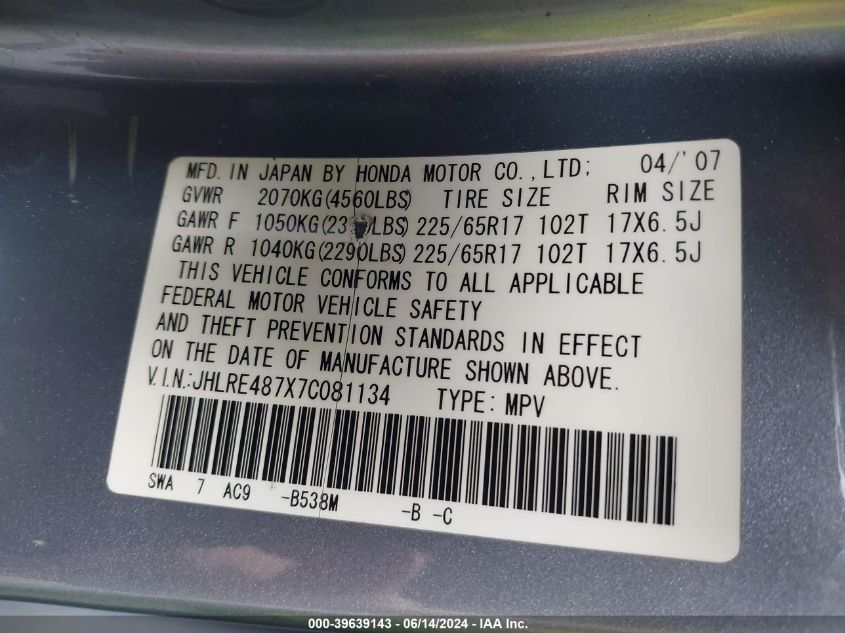 MFD. IN JAPAN BY HONDA MOTOR CO., LTD; 04/'07
GVWR 2070KG(4560LBS) TIRE SIZE RIM SIZE
GAWR F 1050KG( LBS) 225/65R17 102T 17X6.5J
GAWR R 1040KG(2290LBS) 225/65R17 102T 17X6.5J
THIS VEHICLE CONFORMS TO ALL APPLICABLE
FEDERAL MOTOR VEHICLE SAFETY
AND THEFT PREVENTION STANDARDS IN EFFECT
ON THE DATE OF MANUFACTURE SHOWN ABOVE.
V.I.N.:JHLRE487X7C081134 TYPE: MPV
SWA 7 AC9 -B538M -B -C
000-39639143 - 06/14/2024 - IAA Inc.